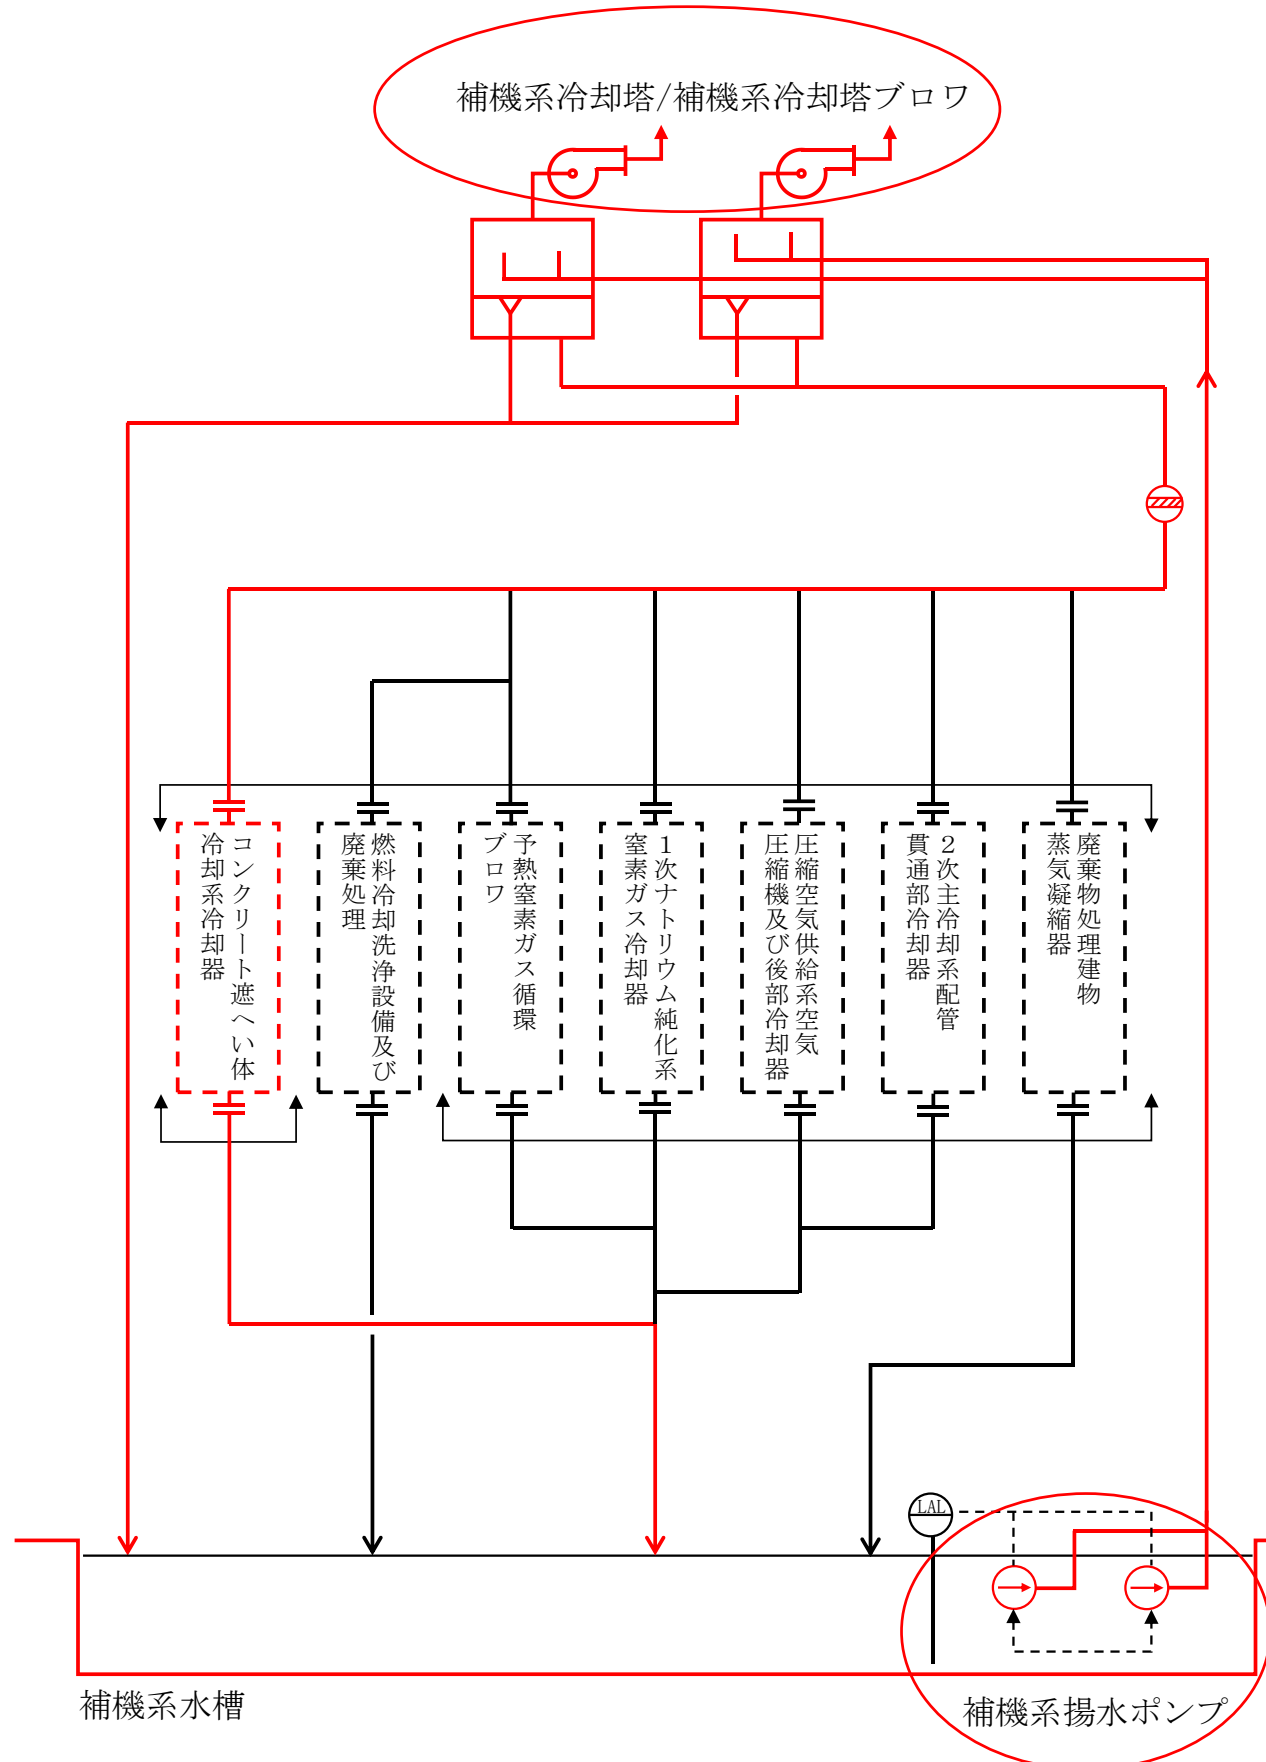 補機系冷却塔/補機系冷却塔ブロワ
コンクリート遮へい体
冷却系冷却器
燃料冷却洗浄設備及び
廃棄処理
予熱窒素ガス循環
ブロワ
１次ナトリウム純化系
窒素ガス冷却器
圧縮空気供給系空気
圧縮機及び後部冷却器
２次主冷却系配管
貫通部冷却器
廃棄物処理建物
蒸気凝縮器
LAL
補機系水槽
補機系揚水ポンプ